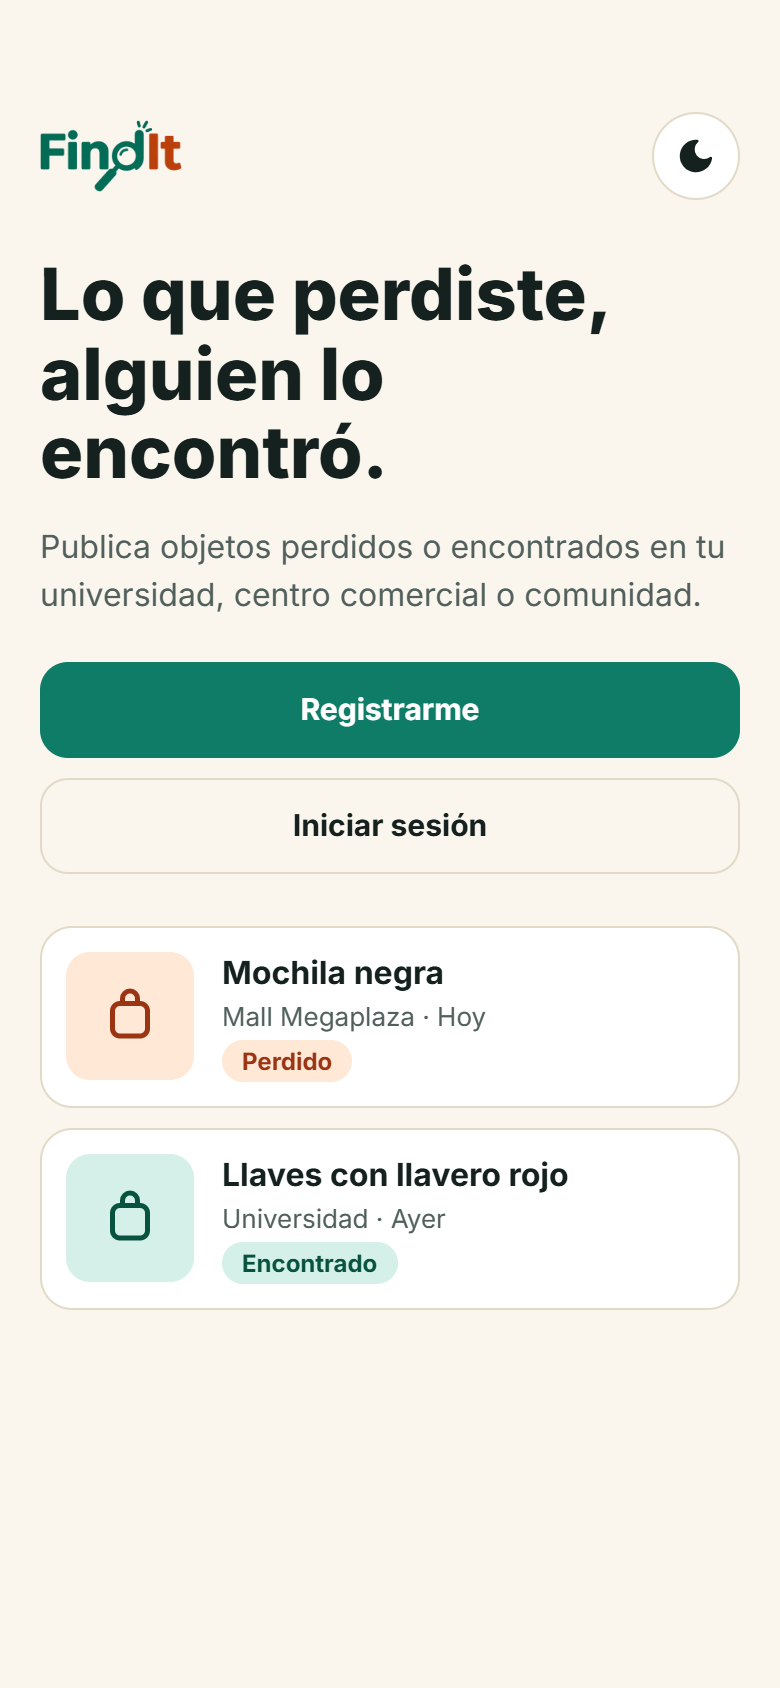 FindIt
Lo que perdiste,
alguien lo
encontró.
Publica objetos perdidos o encontrados en tu
universidad, centro comercial o comunidad.
Registrarme
Iniciar sesión
Mochila negra
Mall Megaplaza · Hoy
Perdido
Llaves con llavero rojo
Universidad · Ayer
Encontrado